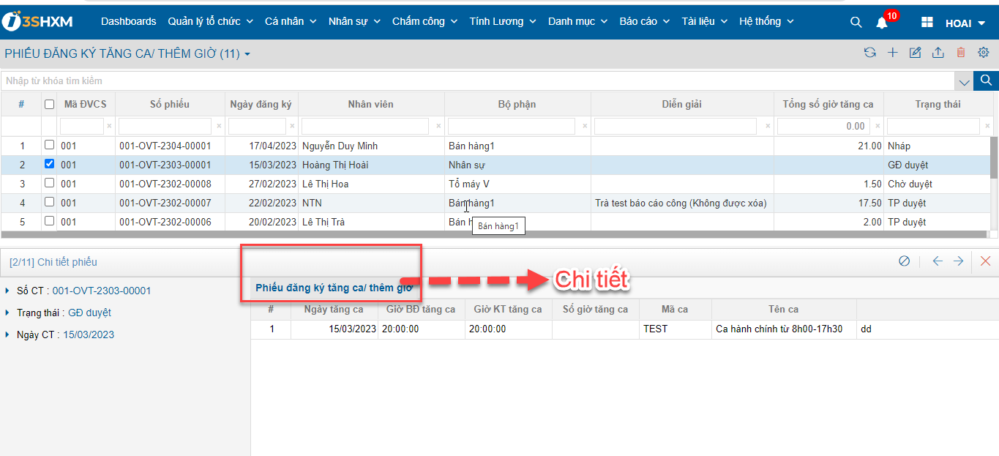 3SHXM Dashboards Quản lý tổ chức Cá nhân Nhân sự Chấm công Tính Lương Danh mục Báo cáo Tài liệu Hệ thống 10 HOAI
PHIẾU ĐĂNG KÝ TĂNG CA/ THÊM GIỜ (11)
Nhập từ khóa tìm kiếm
# Mã ĐVCS Số phiếu Ngày đăng ký Nhân viên Bộ phận Diễn giải Tổng số giờ tăng ca Trạng thái
× × × × × × 0.00 × ×
1 001 001-OVT-2304-00001 17/04/2023 Nguyễn Duy Minh Bán hàng1 21.00 Nháp
2 001 001-OVT-2303-00001 15/03/2023 Hoàng Thị Hoài Nhân sự GĐ duyệt
3 001 001-OVT-2302-00008 27/02/2023 Lê Thị Hoa Tổ máy V 1.50 Chờ duyệt
4 001 001-OVT-2302-00007 22/02/2023 NTN Bán hàng1 Trà test báo cáo công (Không được xóa) 17.50 TP duyệt
5 001 001-OVT-2302-00006 20/02/2023 Lê Thị Trà Bán h 2.00 TP duyệt
Bán hàng1
[2/11] Chi tiết phiếu
Số CT : 001-OVT-2303-00001
Trạng thái : GĐ duyệt
Ngày CT : 15/03/2023
Phiếu đăng ký tăng ca/ thêm giờ
Chi tiết
# Ngày tăng ca Giờ BĐ tăng ca Giờ KT tăng ca Số giờ tăng ca Mã ca Tên ca
1 15/03/2023 20:00:00 20:00:00 TEST Ca hành chính từ 8h00-17h30 dd